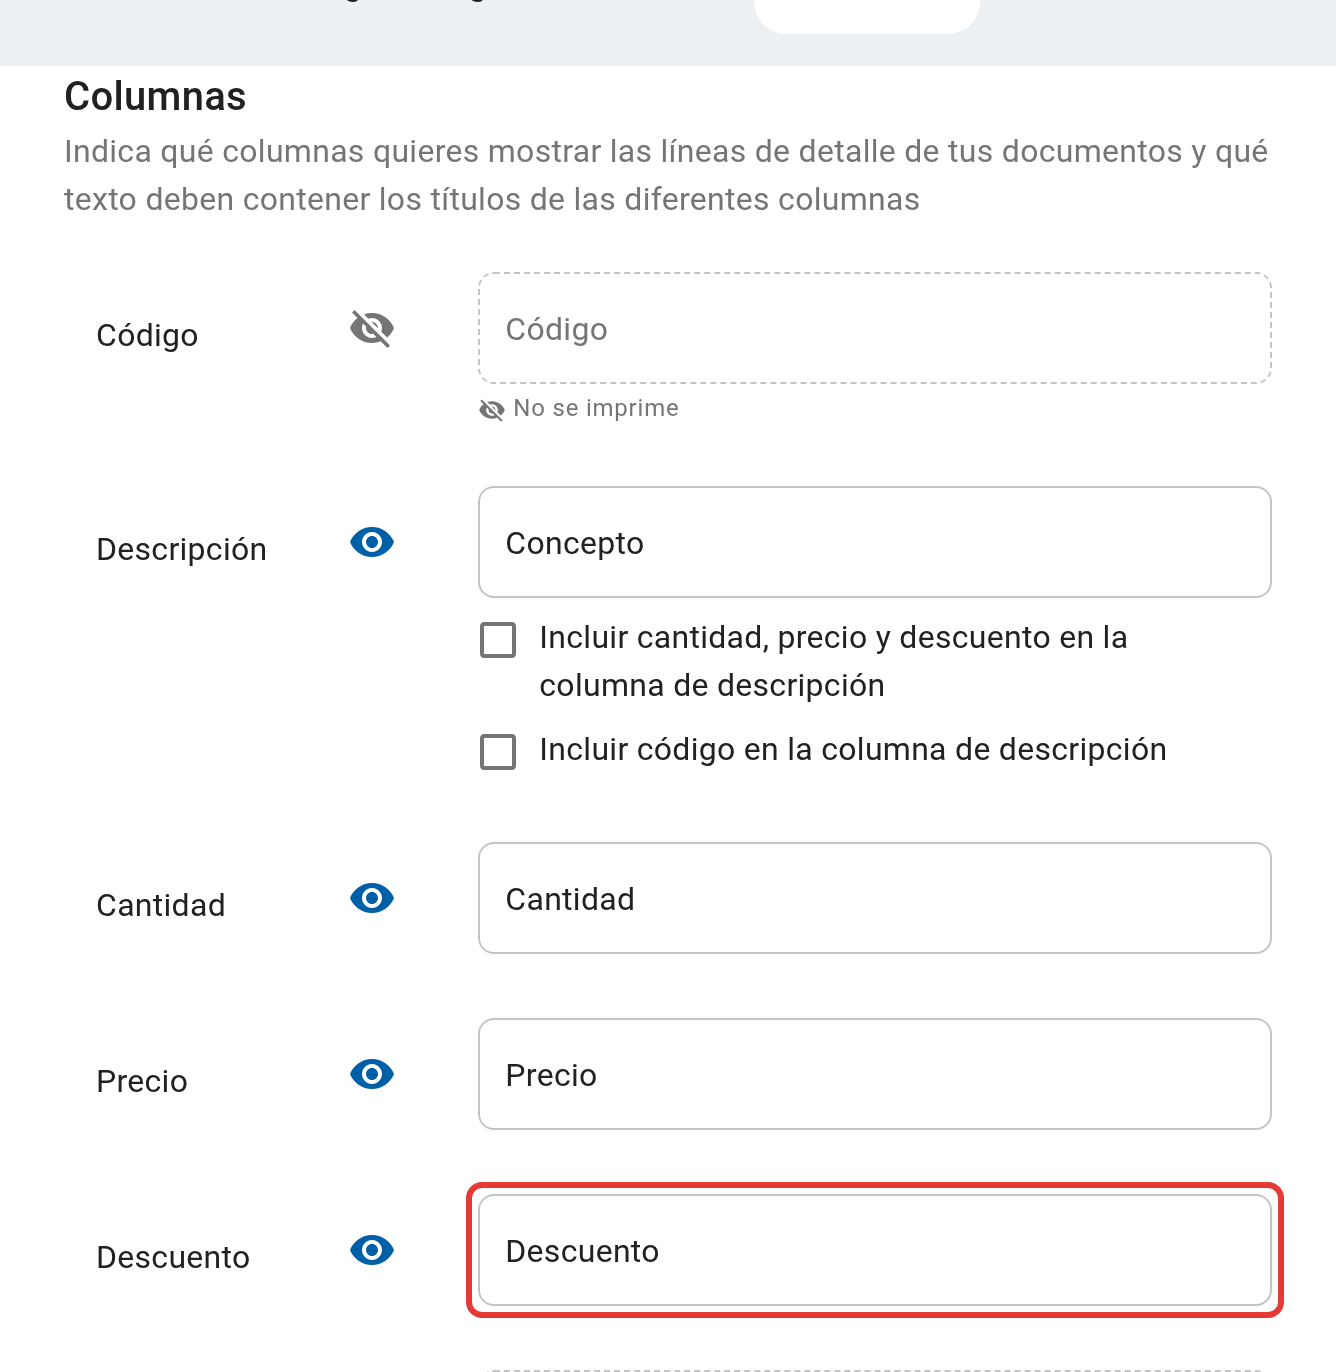 Columnas
Indica qué columnas quieres mostrar las líneas de detalle de tus documentos y qué
texto deben contener los títulos de las diferentes columnas
Código
Código
No se imprime
Descripción
Concepto
Incluir cantidad, precio y descuento en la
columna de descripción
Incluir código en la columna de descripción
Cantidad
Cantidad
Precio
Precio
Descuento
Descuento